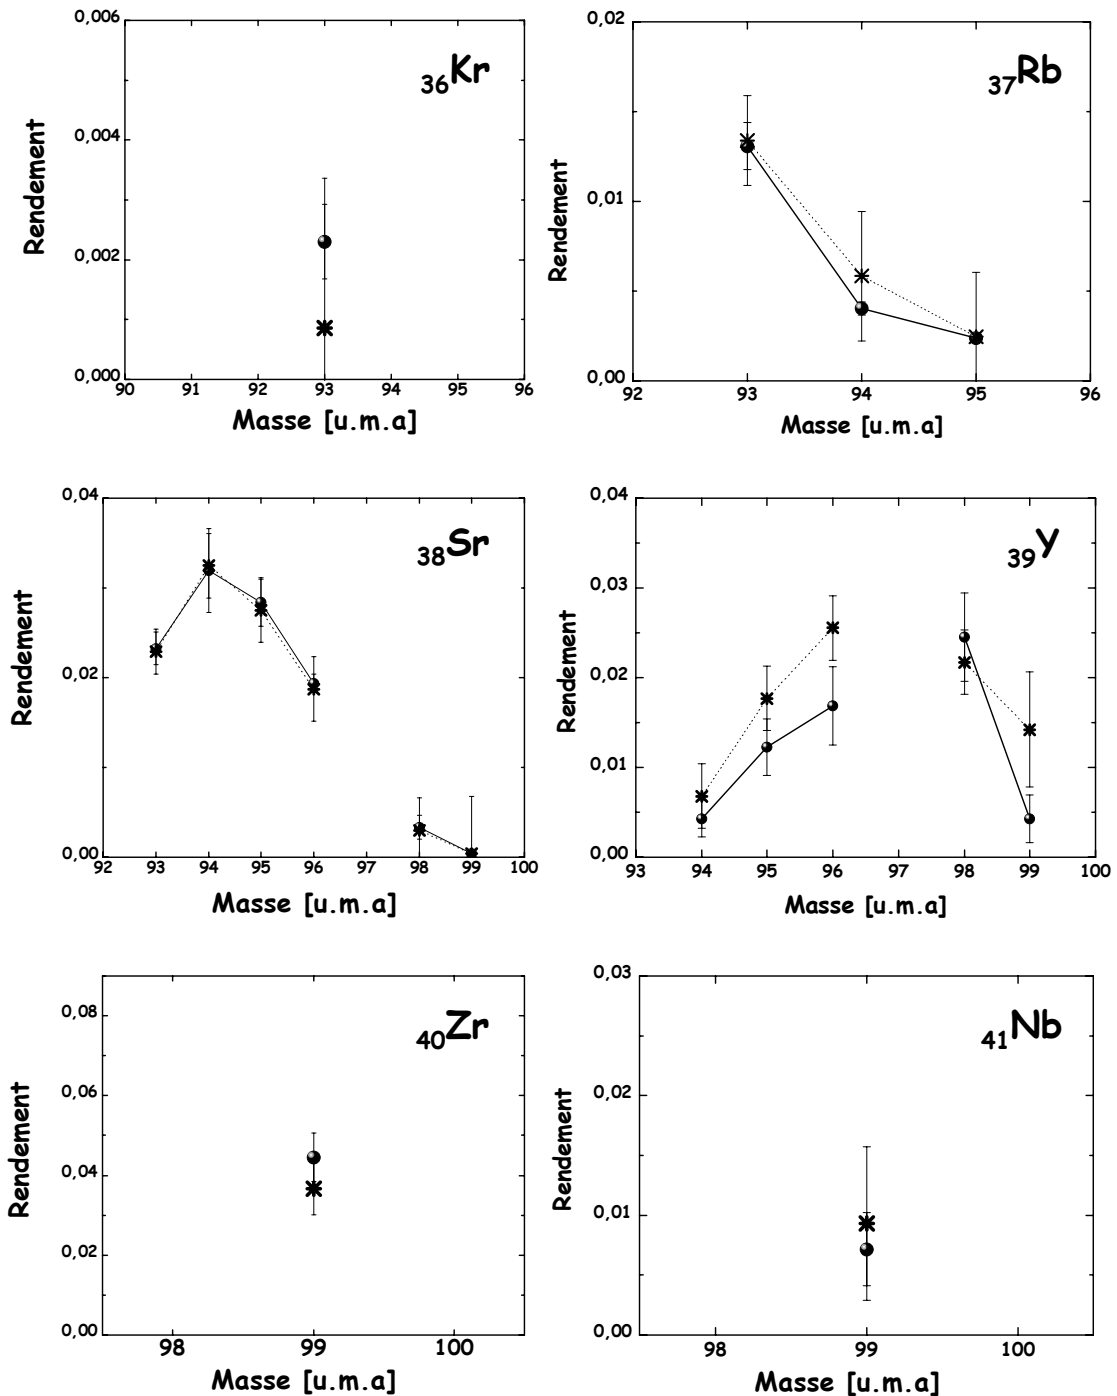 0,006
0,004
0,002
0,000
Rendement
36Kr
90 91 92 93 94 95 96
Masse [u.m.a]
0,02
0,01
0,00
Rendement
37Rb
92 93 94 95 96
Masse [u.m.a]
0,04
0,02
0,00
Rendement
38Sr
92 93 94 95 96 97 98 99 100
Masse [u.m.a]
0,04
0,03
0,02
0,01
0,00
Rendement
39Y
93 94 95 96 97 98 99 100
Masse [u.m.a]
0,08
0,06
0,04
0,02
0,00
Rendement
40Zr
98 99 100
Masse [u.m.a]
0,03
0,02
0,01
0,00
Rendement
41Nb
98 99 100
Masse [u.m.a]